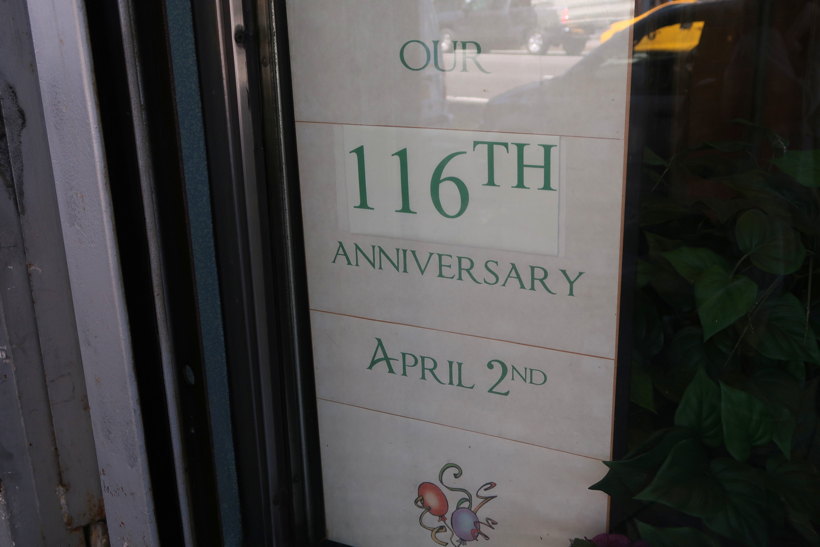 OUR
116TH
ANNIVERSARY
APRIL 2ND